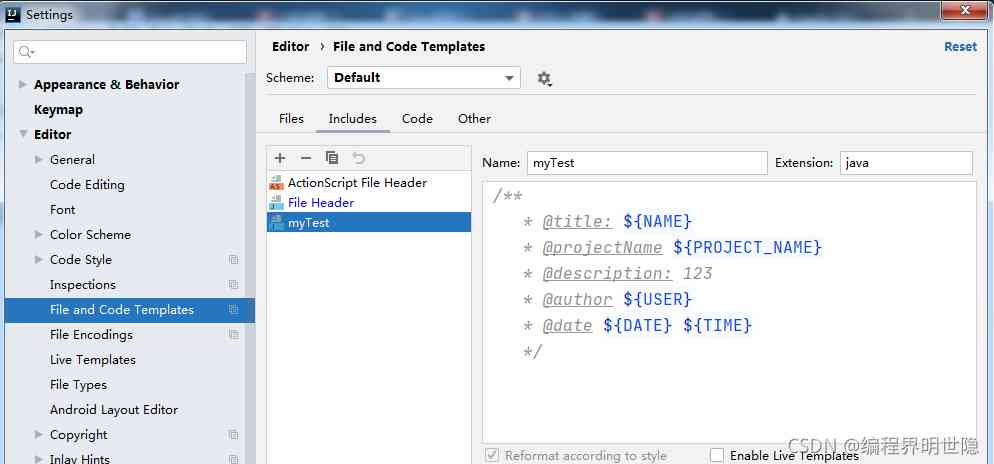 Settings
Editor › File and Code Templates Reset
Scheme: Default
Files Includes Code Other
Name: myTest Extension: java
Appearance & Behavior
Keymap
Editor
General
Code Editing
Font
Color Scheme
Code Style
Inspections
File and Code Templates
File Encodings
Live Templates
File Types
Android Layout Editor
Copyright
Inlay Hints
ActionScript File Header
File Header
myTest
/**
* @title: ${NAME}
* @projectName ${PROJECT_NAME}
* @description: 123
* @author ${USER}
* @date ${DATE} ${TIME}
*/
Reformat according to style Enable Live Templates
CSDN @编程界明世隐